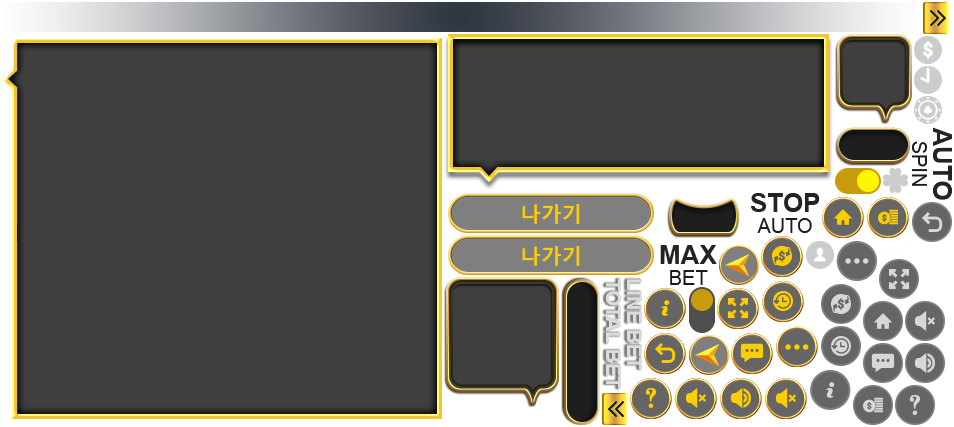 AUTO
SPIN
나가기
STOP
AUTO
나가기
MAX
BET
LINE BET
TOTAL BET